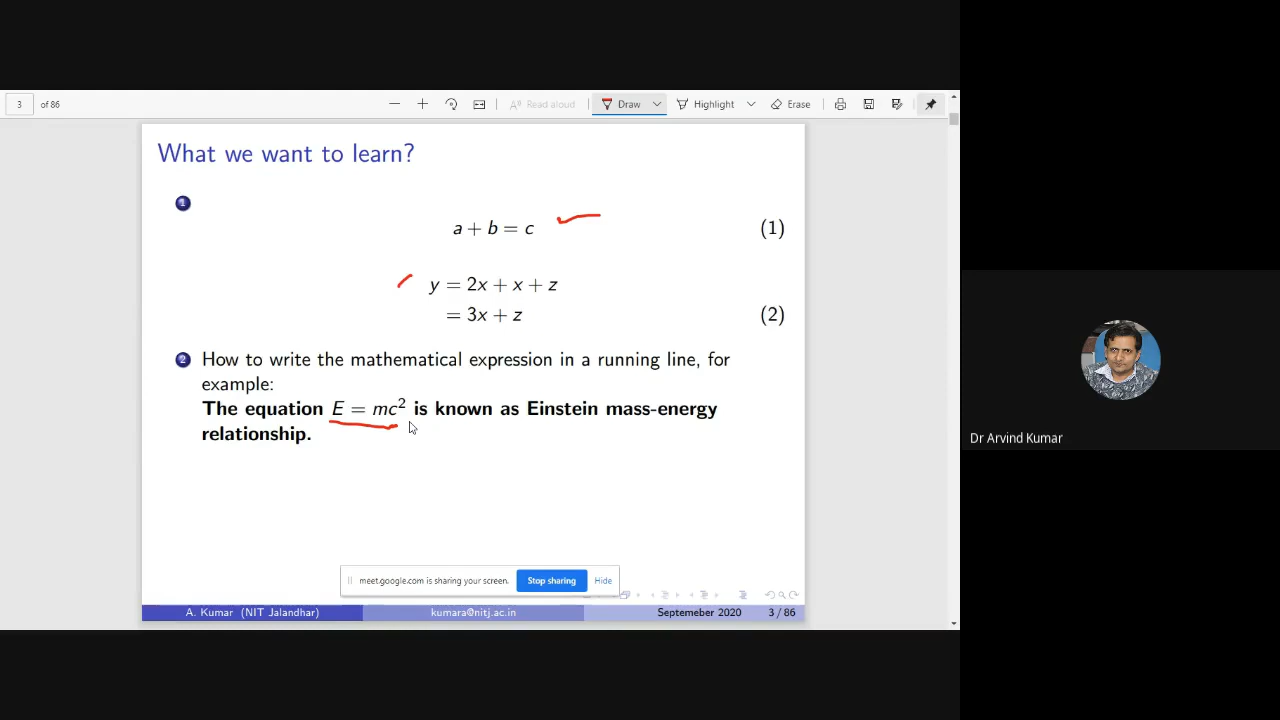 3 of 86 Read aloud Draw Highlight Erase
What we want to learn?
1
a + b = c (1)
y = 2x + x + z
= 3x + z (2)
2 How to write the mathematical expression in a running line, for
example:
The equation E = mc² is known as Einstein mass-energy
relationship.
Dr Arvind Kumar
meet.google.com is sharing your screen. Stop sharing Hide
A. Kumar (NIT Jalandhar) kumara@nitj.ac.in Septemeber 2020 3 / 86